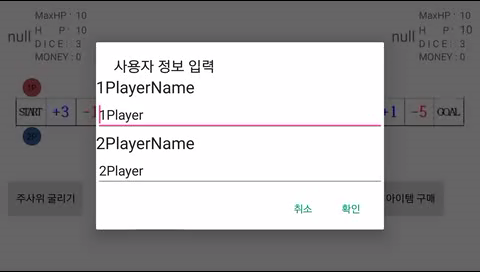 MaxHP : 10
null H P : 10
DICE : 3
MONEY : 0
MaxHP : 10
null H P : 10
DICE : 3
MONEY : 0
사용자 정보 입력
1PlayerName
1Player
2PlayerName
2Player
취소 확인
1P
START +3 -1 -5 GOAL
2P
주사위 굴리기
아이템 구매